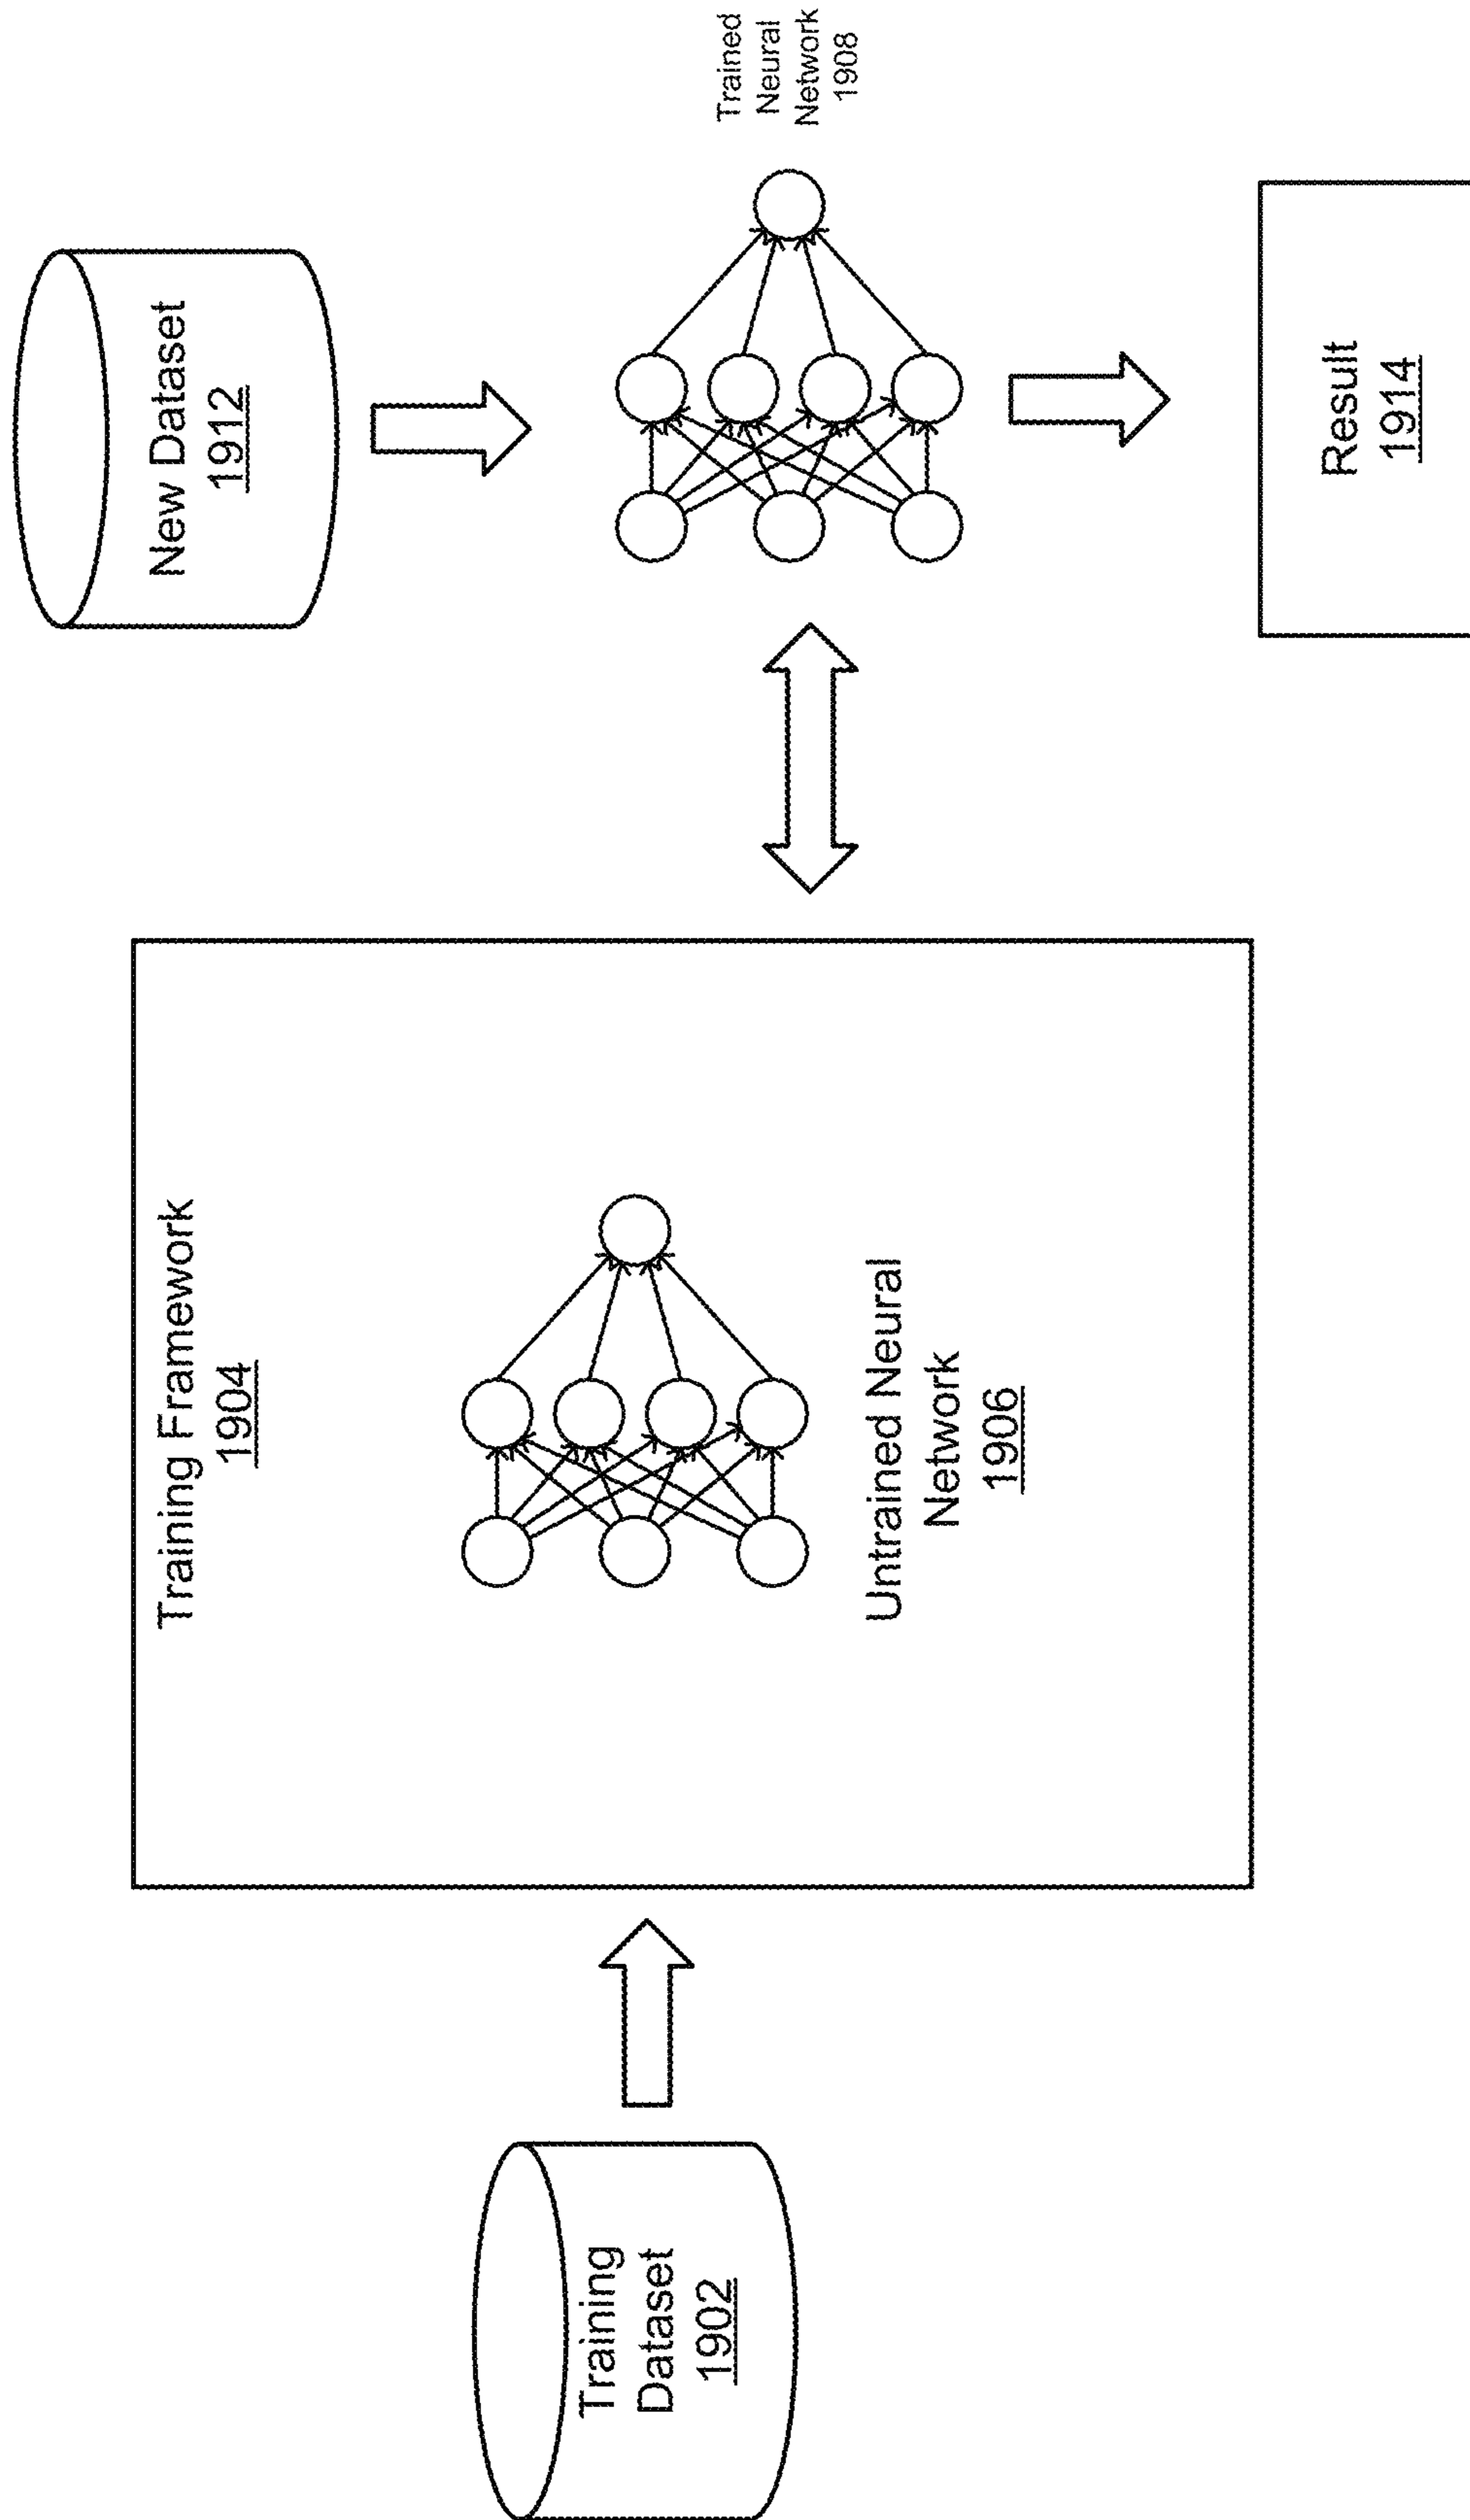 Training
Dataset
1902
Training Framework
1904
Untrained Neural
Network
1906
New Dataset
1912
Trained
Neural
Network
1908
Result
1914